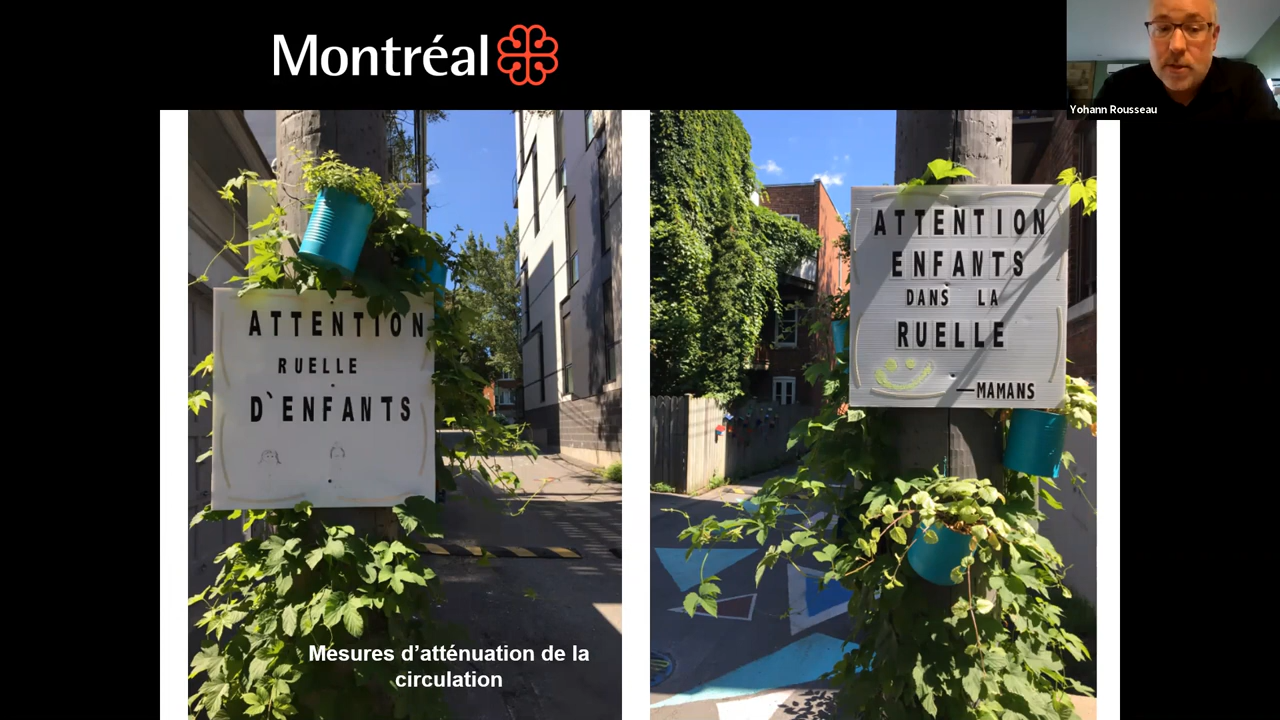 Montréal
Yohann Rousseau
ATTENTION
RUELLE
D`ENFANTS
ATTENTION
ENFANTS
DANS LA
RUELLE
—MAMANS
Mesures d’atténuation de la
circulation